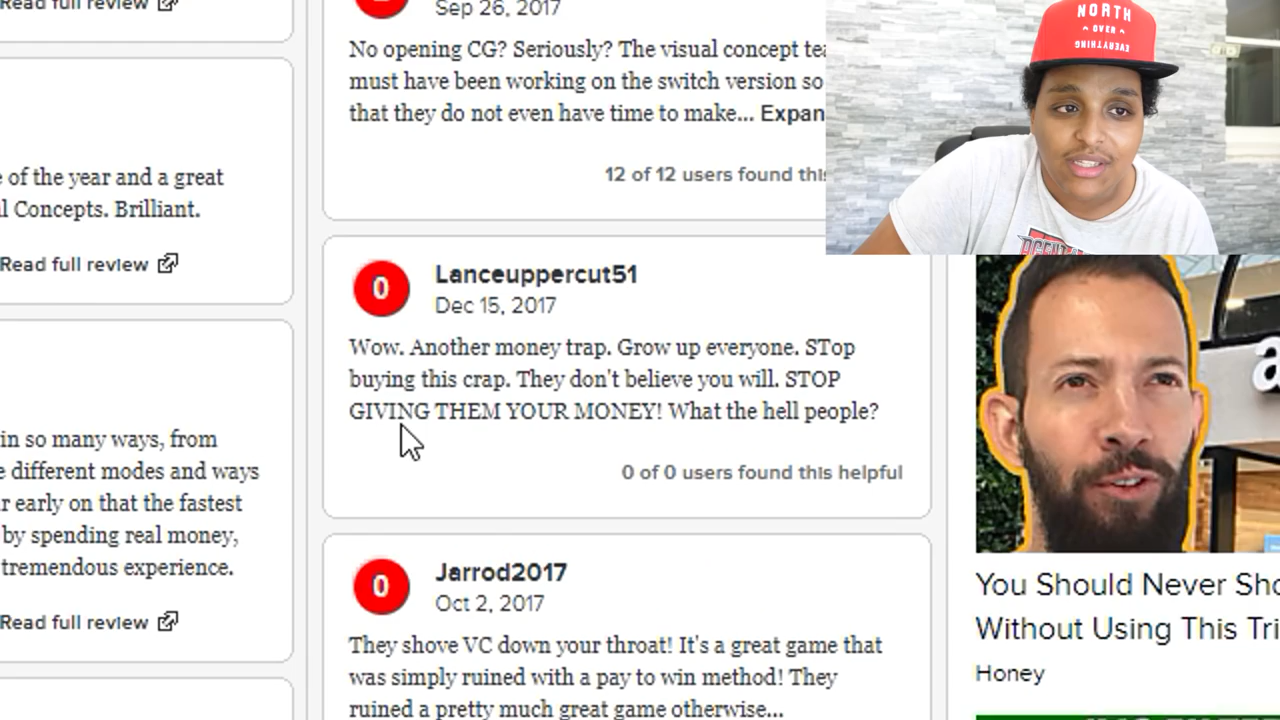 Read full review
of the year and a great
l Concepts. Brilliant.
Read full review
in so many ways, from
different modes and ways
r early on that the fastest
by spending real money,
tremendous experience.
Read full review
Sep 26, 2017
No opening CG? Seriously? The visual concept tea
must have been working on the switch version so
that they do not even have time to make... Expan
12 of 12 users found this
0
Lanceuppercut51
Dec 15, 2017
Wow. Another money trap. Grow up everyone. STop
buying this crap. They don't believe you will. STOP
GIVING THEM YOUR MONEY! What the hell people?
0 of 0 users found this helpful
0
Jarrod2017
Oct 2, 2017
They shove VC down your throat! It's a great game that
was simply ruined with a pay to win method! They
ruined a pretty much great game otherwise...
NORTH
OVER
EVERYTHING
a
You Should Never Sho
Without Using This Tri
Honey